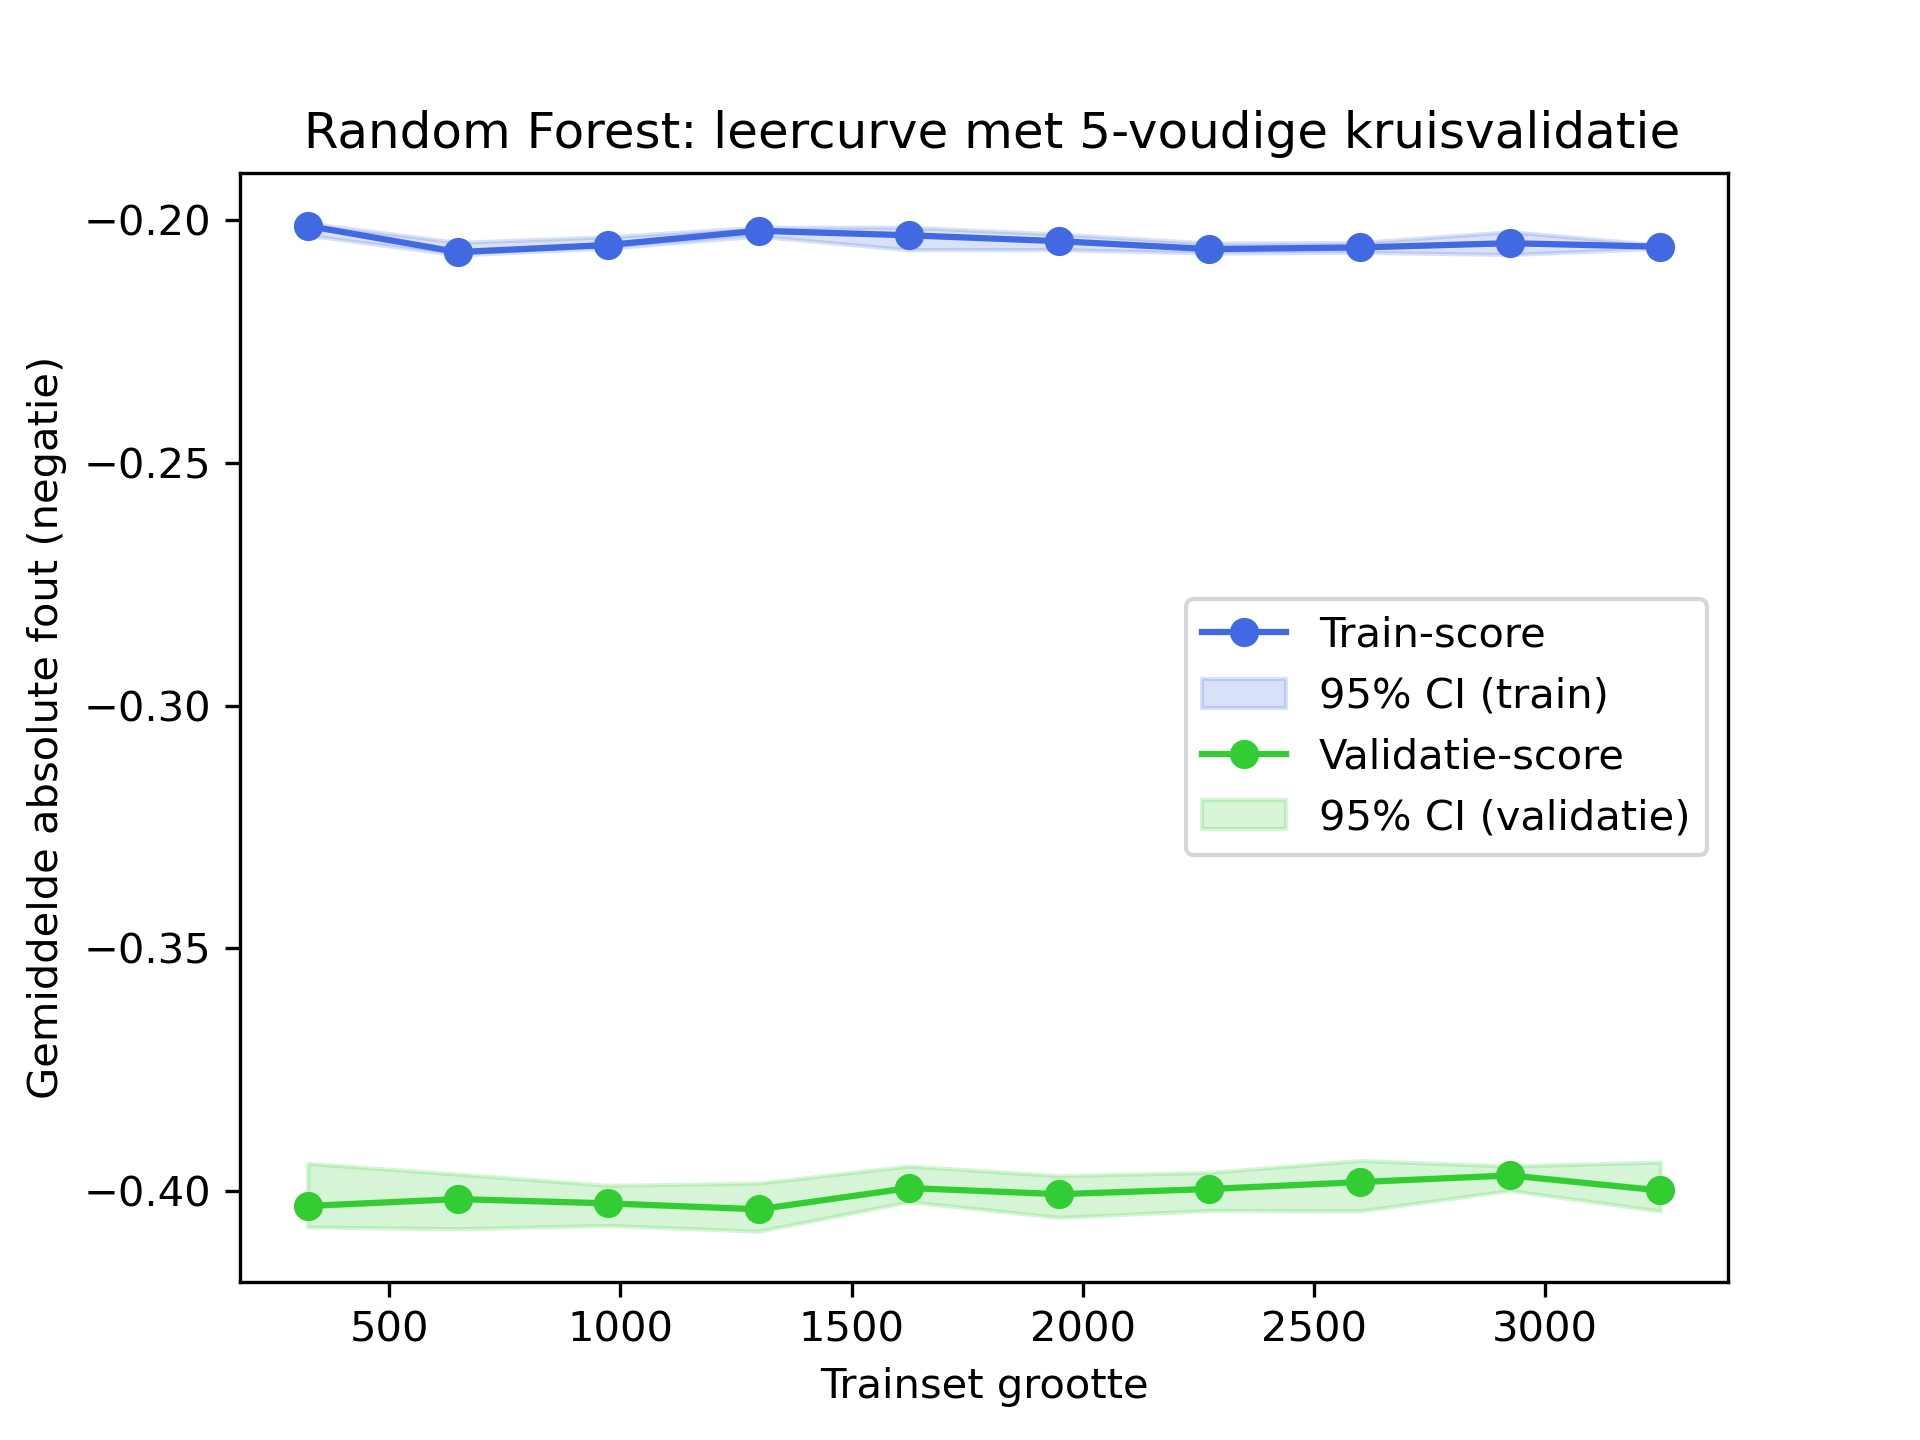 Random Forest: leercurve met 5-voudige kruisvalidatie
Gemiddelde absolute fout (negatie)
−0.20
−0.25
−0.30
−0.35
−0.40
Train-score
95% CI (train)
Validatie-score
95% CI (validatie)
500 1000 1500 2000 2500 3000
Trainset grootte